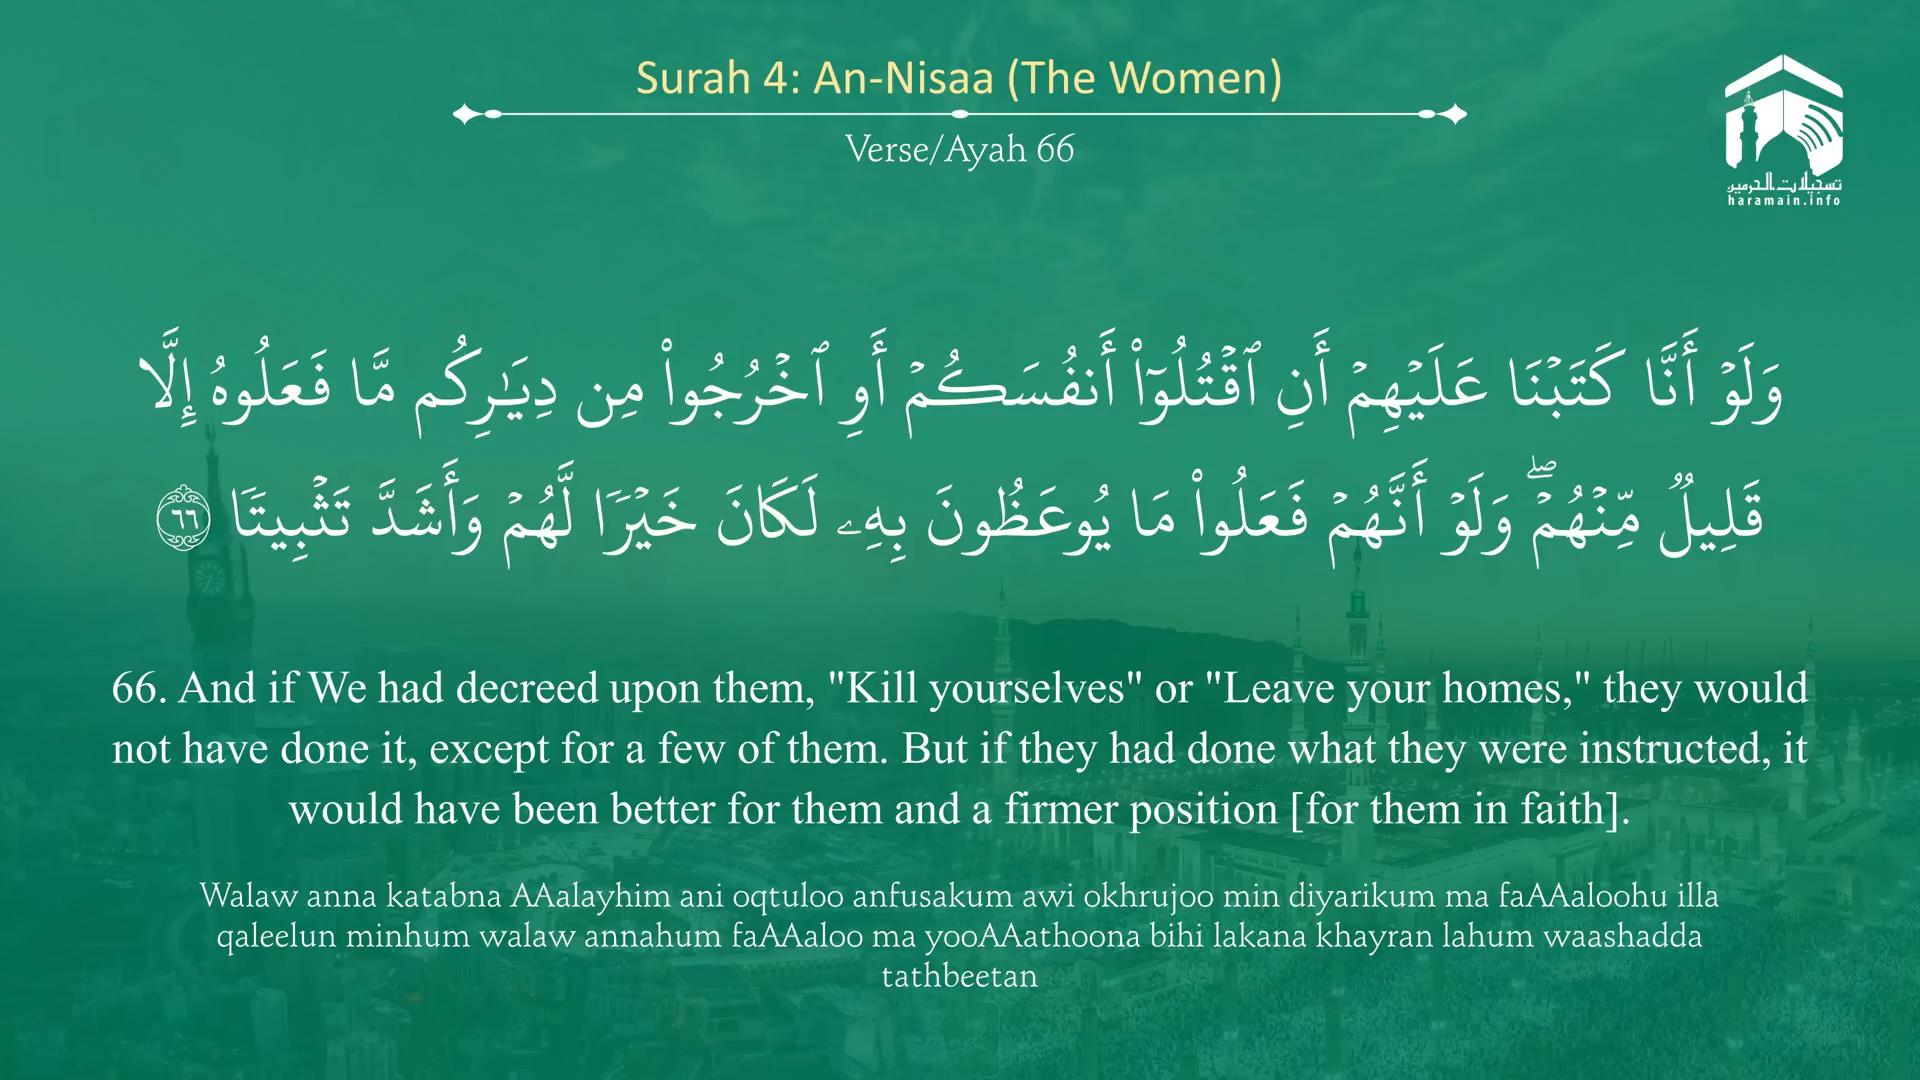 Surah 4: An-Nisaa (The Women)
Verse/Ayah 66
تسجيلات الحرمين
haramain.info
وَلَوۡ أَنَّا كَتَبۡنَا عَلَيۡهِمۡ أَنِ ٱقۡتُلُوٓاْ أَنفُسَكُمۡ أَوِ ٱخۡرُجُواْ مِن دِيَٰرِكُم مَّا فَعَلُوهُ إِلَّا
قَلِيلٞ مِّنۡهُمۡۖ وَلَوۡ أَنَّهُمۡ فَعَلُواْ مَا يُوعَظُونَ بِهِۦ لَكَانَ خَيۡرٗا لَّهُمۡ وَأَشَدَّ تَثۡبِيتٗا ٦٦
66. And if We had decreed upon them, "Kill yourselves" or "Leave your homes," they would
not have done it, except for a few of them. But if they had done what they were instructed, it
would have been better for them and a firmer position [for them in faith].
Walaw anna katabna AAalayhim ani oqtuloo anfusakum awi okhrujoo min diyarikum ma faAAaloohu illa
qaleelun minhum walaw annahum faAAaloo ma yooAAathoona bihi lakana khayran lahum waashadda
tathbeetan